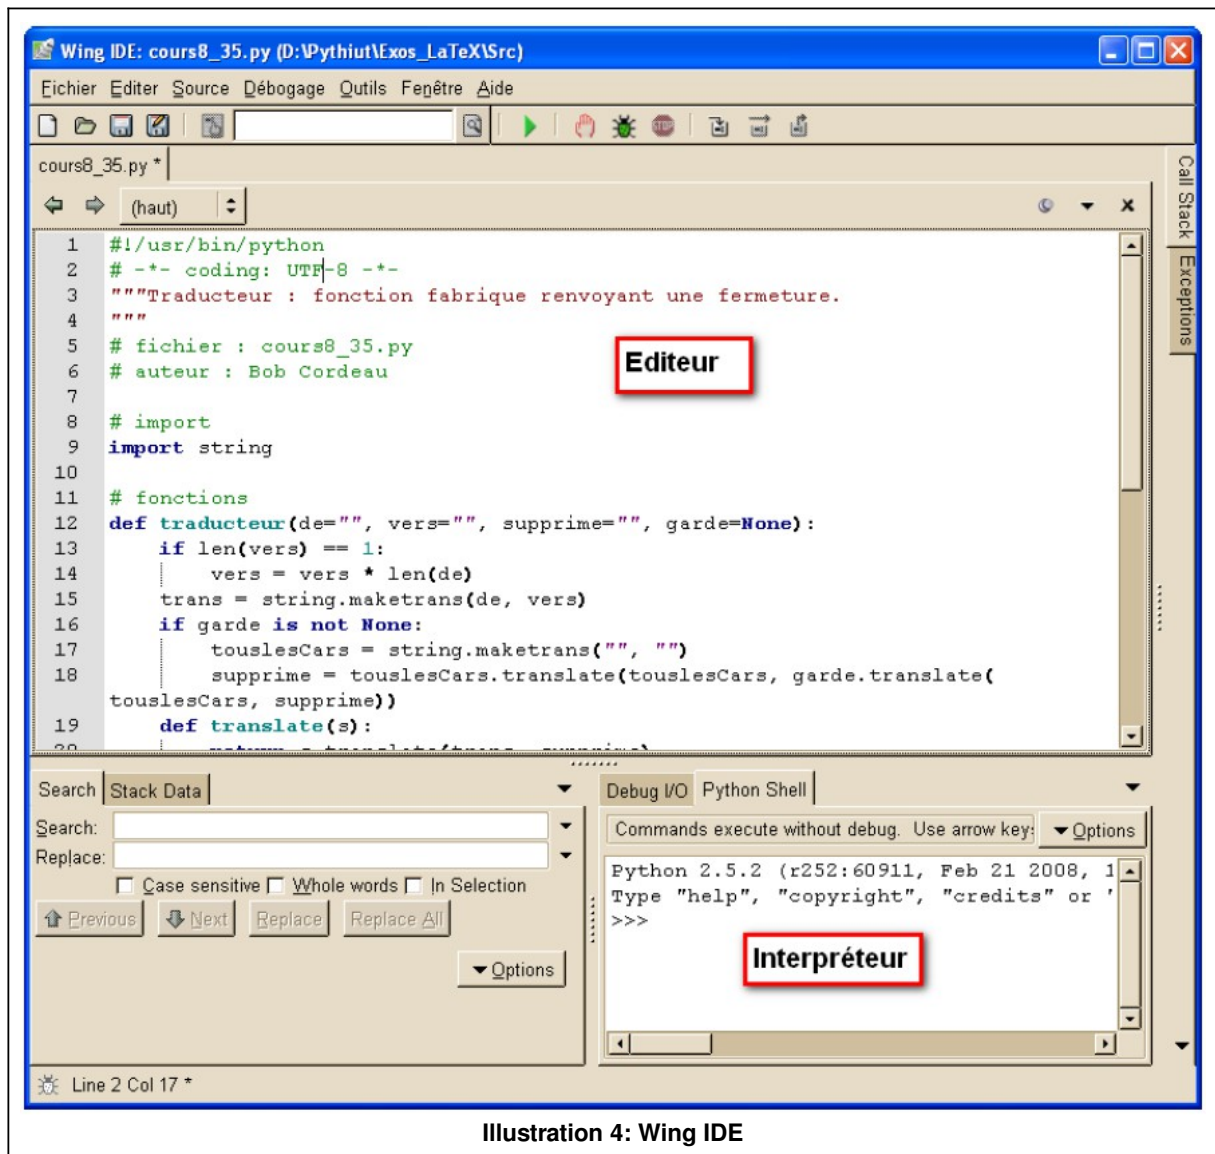 Wing IDE: cours8_35.py (D:\Pythiut\Exos_LaTeX\Src)
Fichier Editer Source Débogage Outils Fenêtre Aide
STOP
cours8_35.py *
(haut)
Call Stack
Exceptions
1 #!/usr/bin/python
2 # -*- coding: UTF-8 -*-
3 """Traducteur : fonction fabrique renvoyant une fermeture.
4 """
5 # fichier : cours8_35.py
6 # auteur : Bob Cordeau
7
8 # import
9 import string
10
11 # fonctions
12 def traducteur(de="", vers="", supprime="", garde=None):
13 if len(vers) == 1:
14 vers = vers * len(de)
15 trans = string.maketrans(de, vers)
16 if garde is not None:
17 touslesCars = string.maketrans("", "")
18 supprime = touslesCars.translate(touslesCars, garde.translate(
touslesCars, supprime))
19 def translate(s):
20 return s.translate(trans, supprime)
Editeur
Search Stack Data
Search:
Replace:
Case sensitive Whole words In Selection
Previous Next Replace Replace All
Options
Debug I/O Python Shell
Commands execute without debug. Use arrow key
Options
Python 2.5.2 (r252:60911, Feb 21 2008, 1
Type "help", "copyright", "credits" or "
>>>
Interpréteur
Line 2 Col 17 *
Illustration 4: Wing IDE